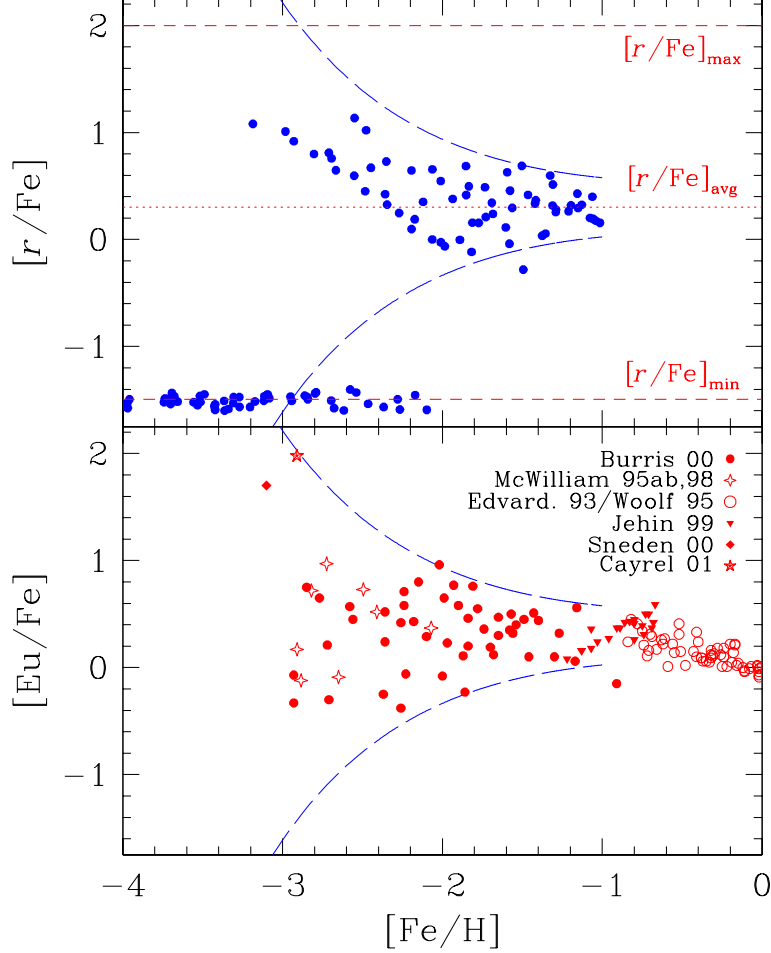 2
[r/Fe]max
1
[r/Fe]avg
0
[r/Fe]
−1
[r/Fe]min
2
Burris 00
McWilliam 95ab,98
Edvard. 93/Woolf 95
Jehin 99
Sneden 00
Cayrel 01
1
[Eu/Fe]
0
−1
−4 −3 −2 −1 0
[Fe/H]